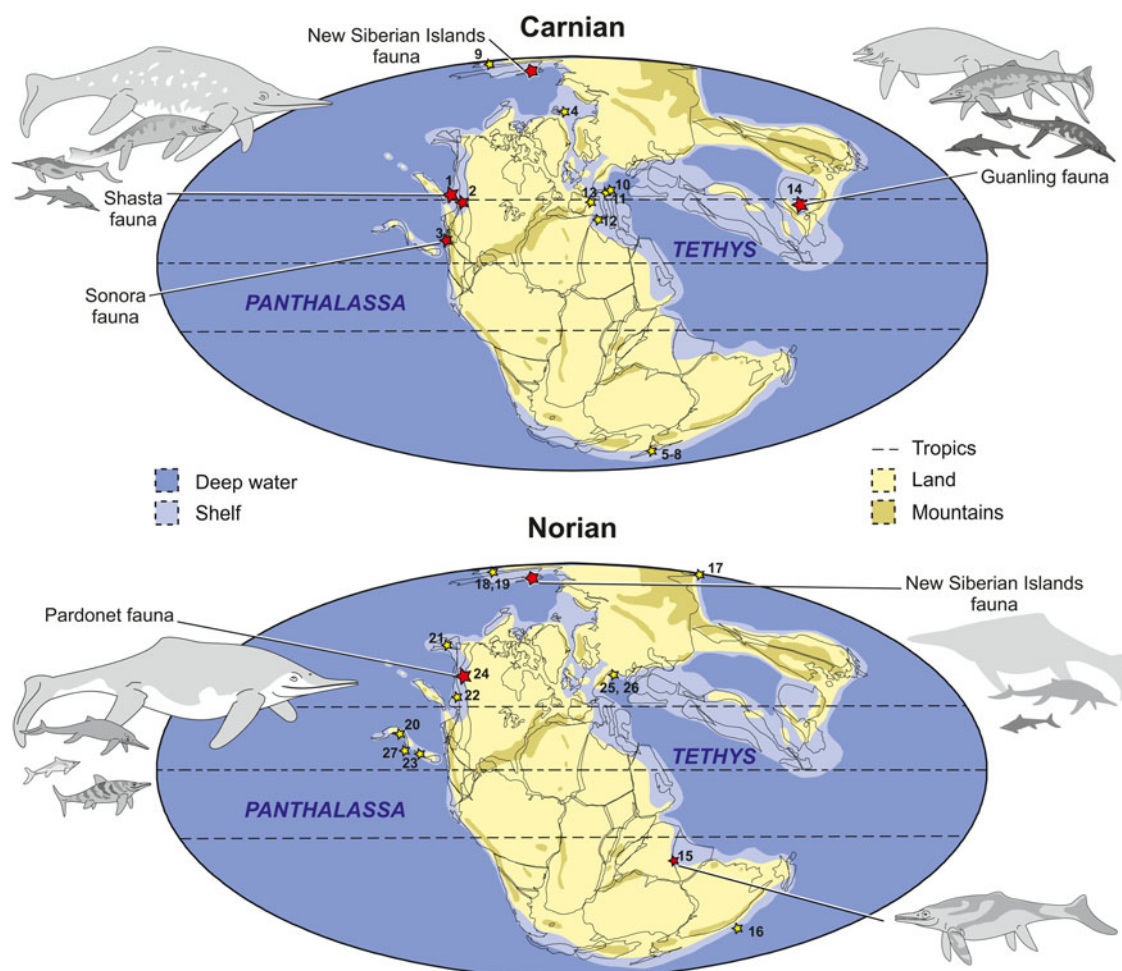 Carnian
New Siberian Islands
fauna
9
4
Shasta
fauna
1
2
3
13
10
11
12
14
Guanling fauna
TETHYS
Sonora
fauna
PANTHALASSA
5-8
Deep water
Shelf
Tropics
Land
Mountains
Norian
18,19
17
New Siberian Islands
fauna
Pardonet fauna
21
24
22
25, 26
20
27
23
TETHYS
PANTHALASSA
15
16